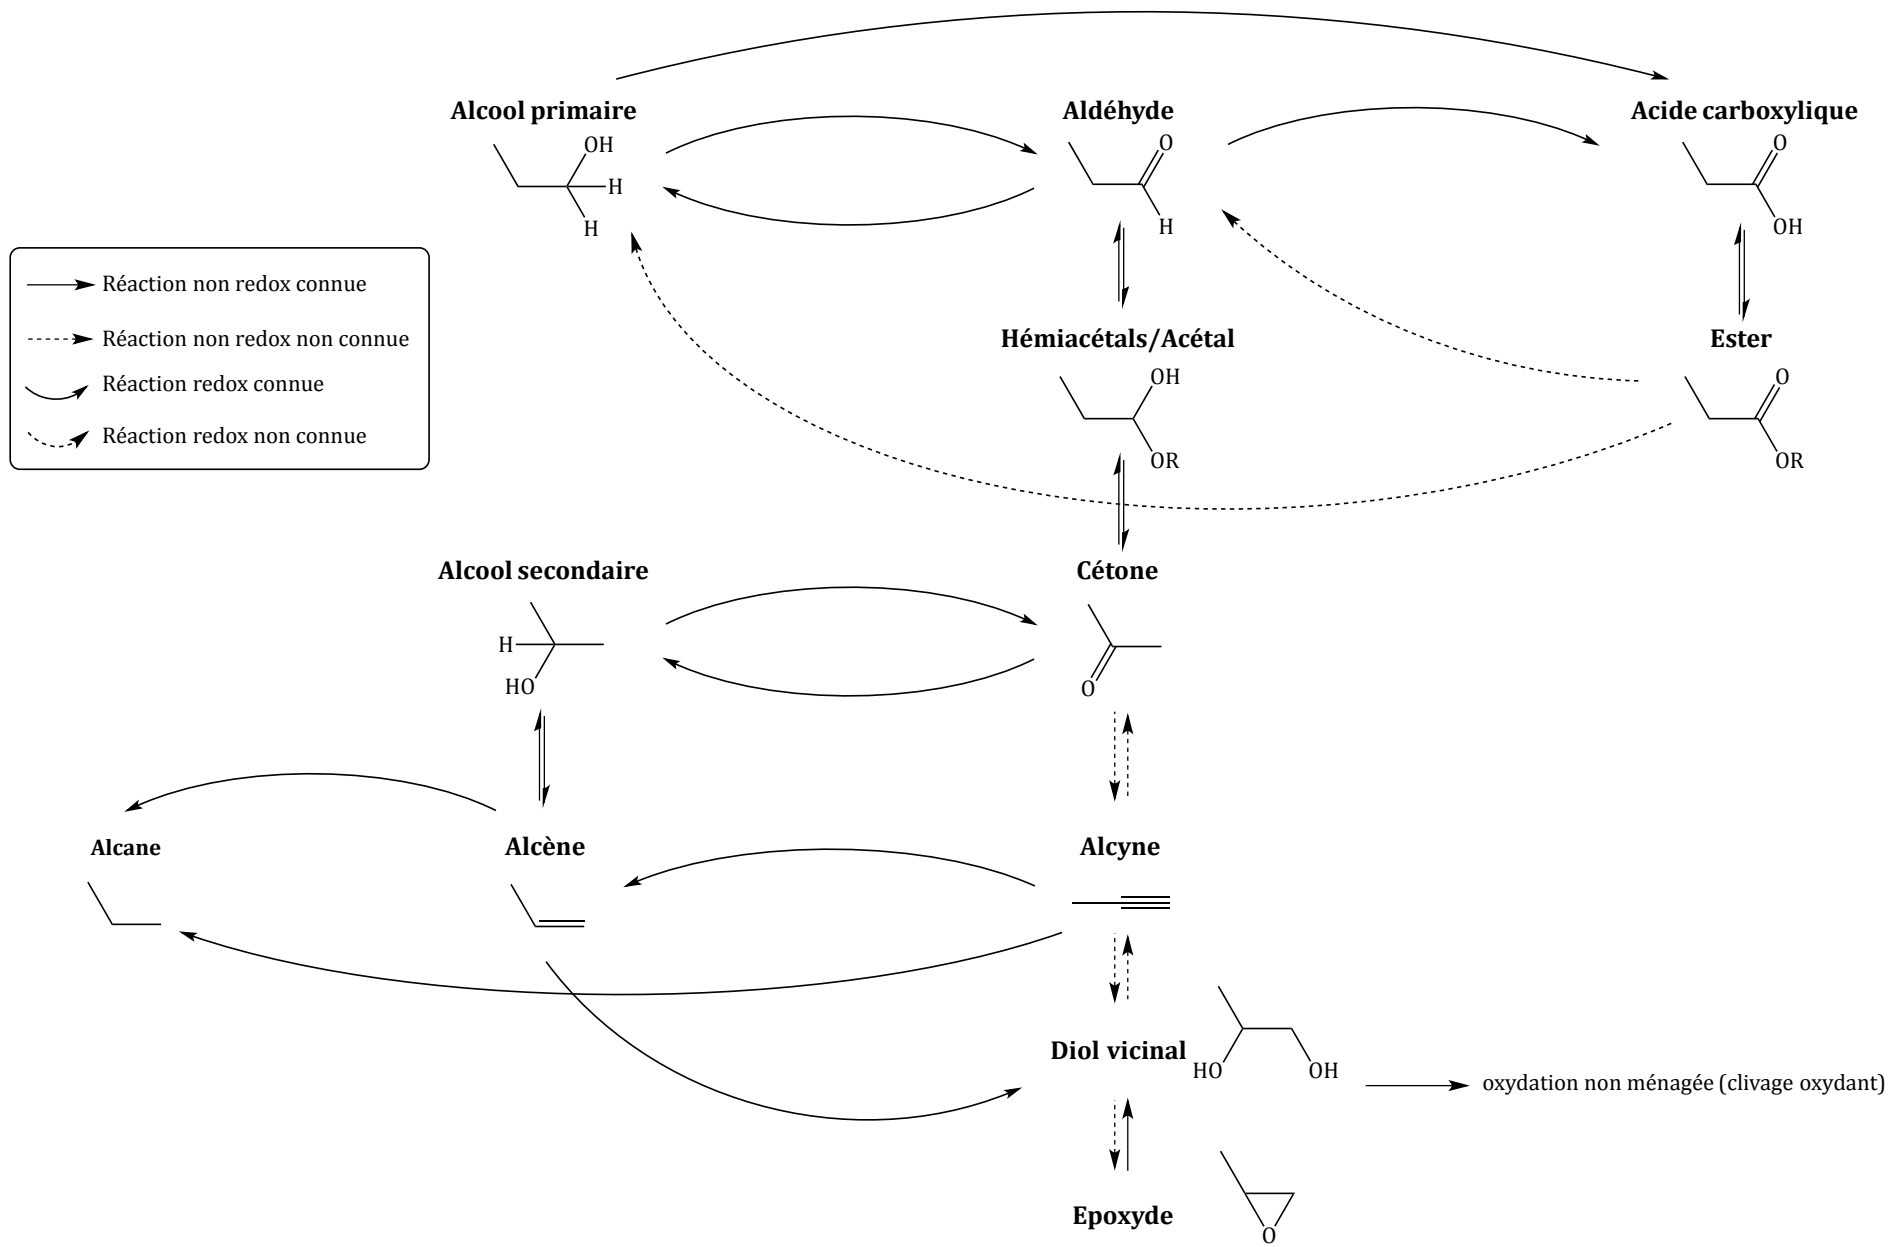 Alcool primaire
Aldéhyde
Acide carboxylique
OH
H
H
O
H
O
OH
Réaction non redox connue
Réaction non redox non connue
Réaction redox connue
Réaction redox non connue
Hémiacétals/Acétal
OH
OR
Ester
O
OR
Alcool secondaire
H
HO
Cétone
O
Alcane
Alcène
Alcyne
Diol vicinal
HO
OH
oxydation non ménagée (clivage oxydant)
Epoxyde
O